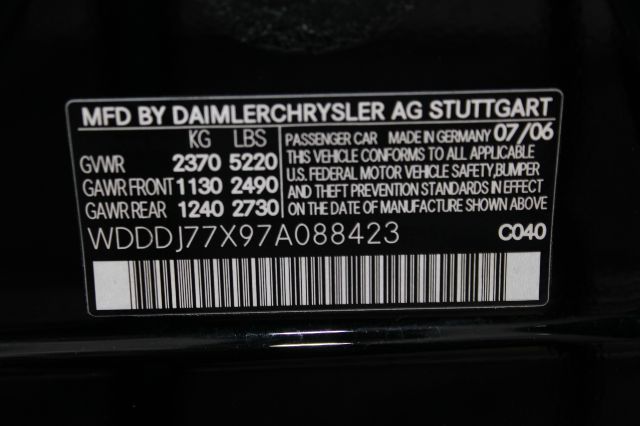 MFD BY DAIMLERCHRYSLER AG STUTTGART
KG LBS
GVWR 2370 5220
GAWR FRONT 1130 2490
GAWR REAR 1240 2730
PASSENGER CAR MADE IN GERMANY 07/06
THIS VEHICLE CONFORMS TO ALL APPLICABLE
U.S. FEDERAL MOTOR VEHICLE SAFETY,BUMPER
AND THEFT PREVENTION STANDARDS IN EFFECT
ON THE DATE OF MANUFACTURE SHOWN ABOVE
WDDDJ77X97A088423 C040